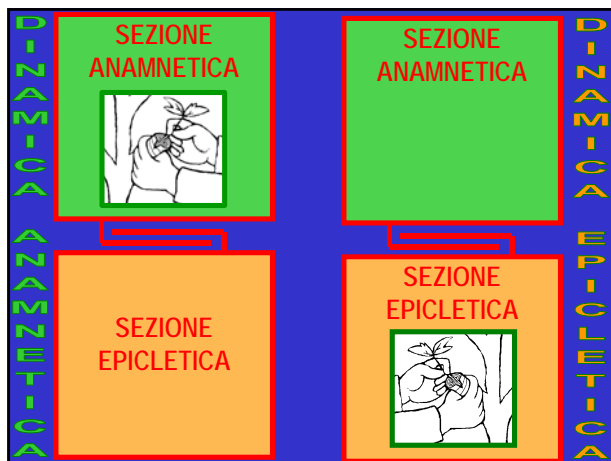 DINAMICA ANAMNETICA
SEZIONE
ANAMNETICA
SEZIONE
EPICLETICA
SEZIONE
ANAMNETICA
SEZIONE
EPICLETICA
DINAMICA EPICLETICA